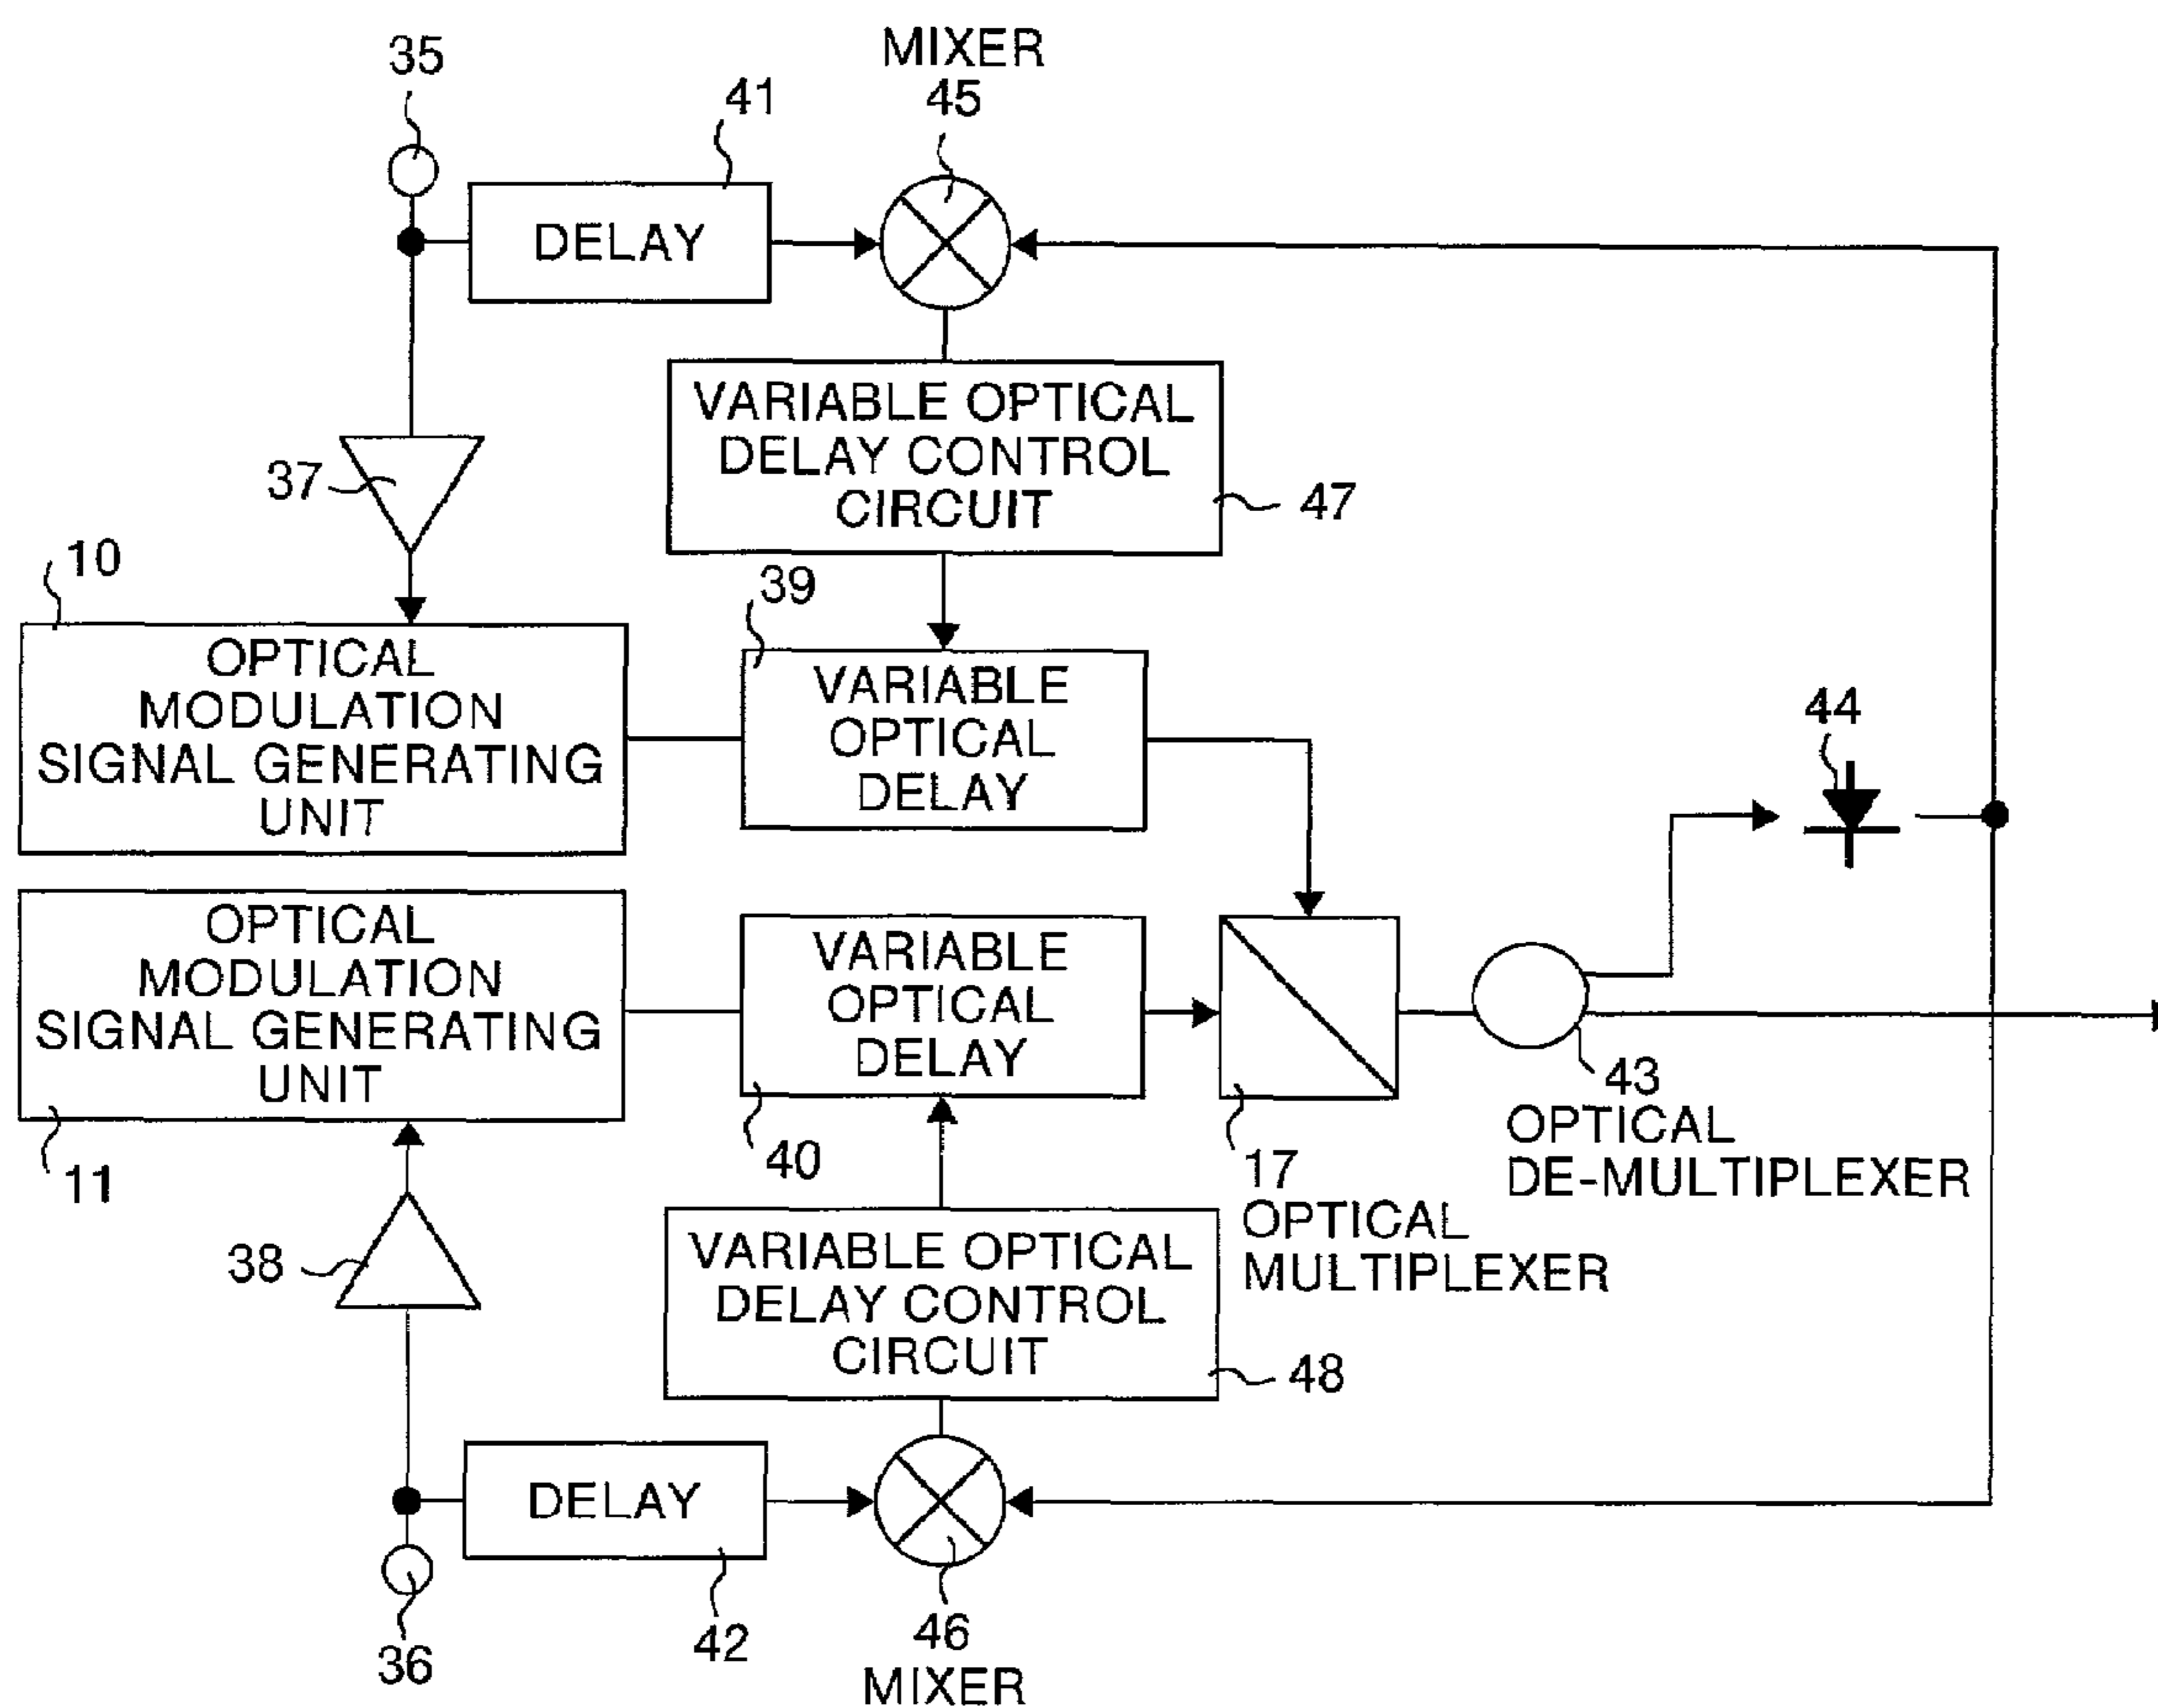 35
MIXER
45
41
DELAY
VARIABLE OPTICAL
DELAY CONTROL
CIRCUIT
47
37
10
39
OPTICAL
MODULATION
SIGNAL GENERATING
UNIT
VARIABLE
OPTICAL
DELAY
44
OPTICAL
MODULATION
SIGNAL GENERATING
UNIT
11
VARIABLE
OPTICAL
DELAY
40
17
OPTICAL
MULTIPLEXER
43
OPTICAL
DE-MULTIPLEXER
38
VARIABLE OPTICAL
DELAY CONTROL
CIRCUIT
48
DELAY
42
36
46
MIXER